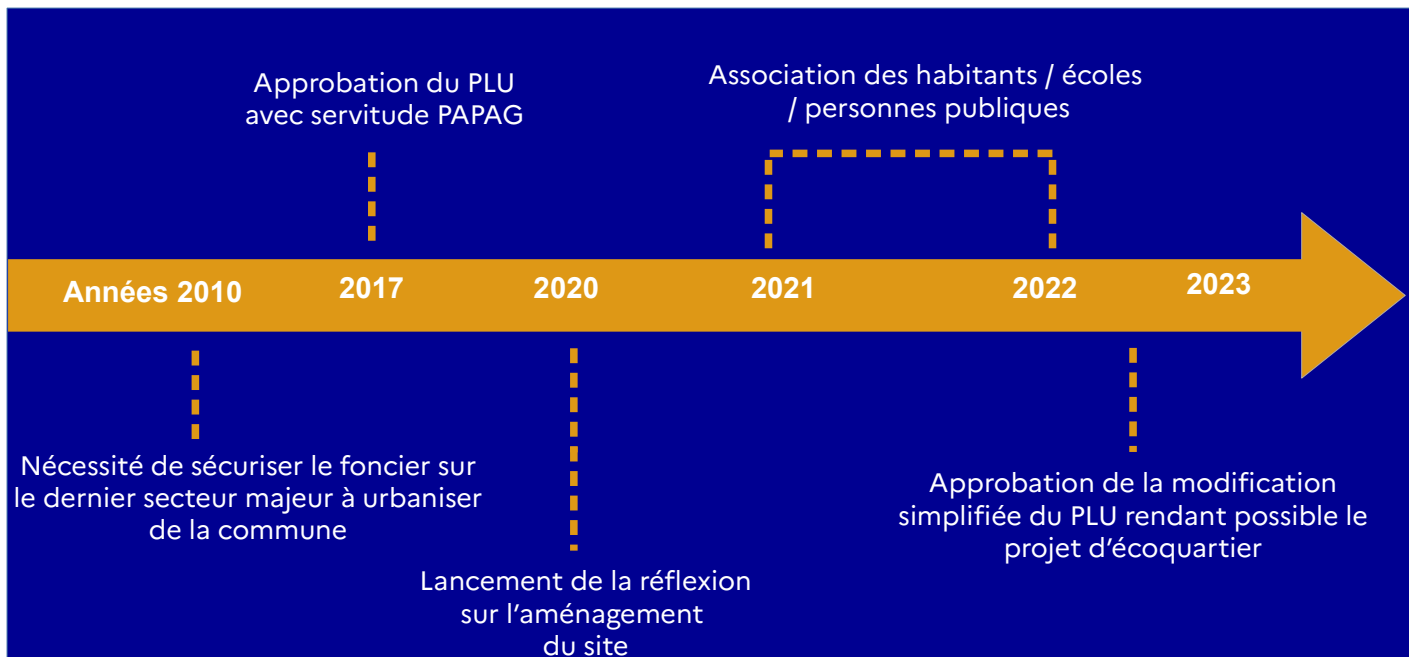 Approbation du PLU
avec servitude PAPAG
Association des habitants / écoles
/ personnes publiques
Années 2010
2017
2020
2021
2022
2023
Nécessité de sécuriser le foncier sur
le dernier secteur majeur à urbaniser
de la commune
Lancement de la réflexion
sur l’aménagement
du site
Approbation de la modification
simplifiée du PLU rendant possible le
projet d’écoquartier